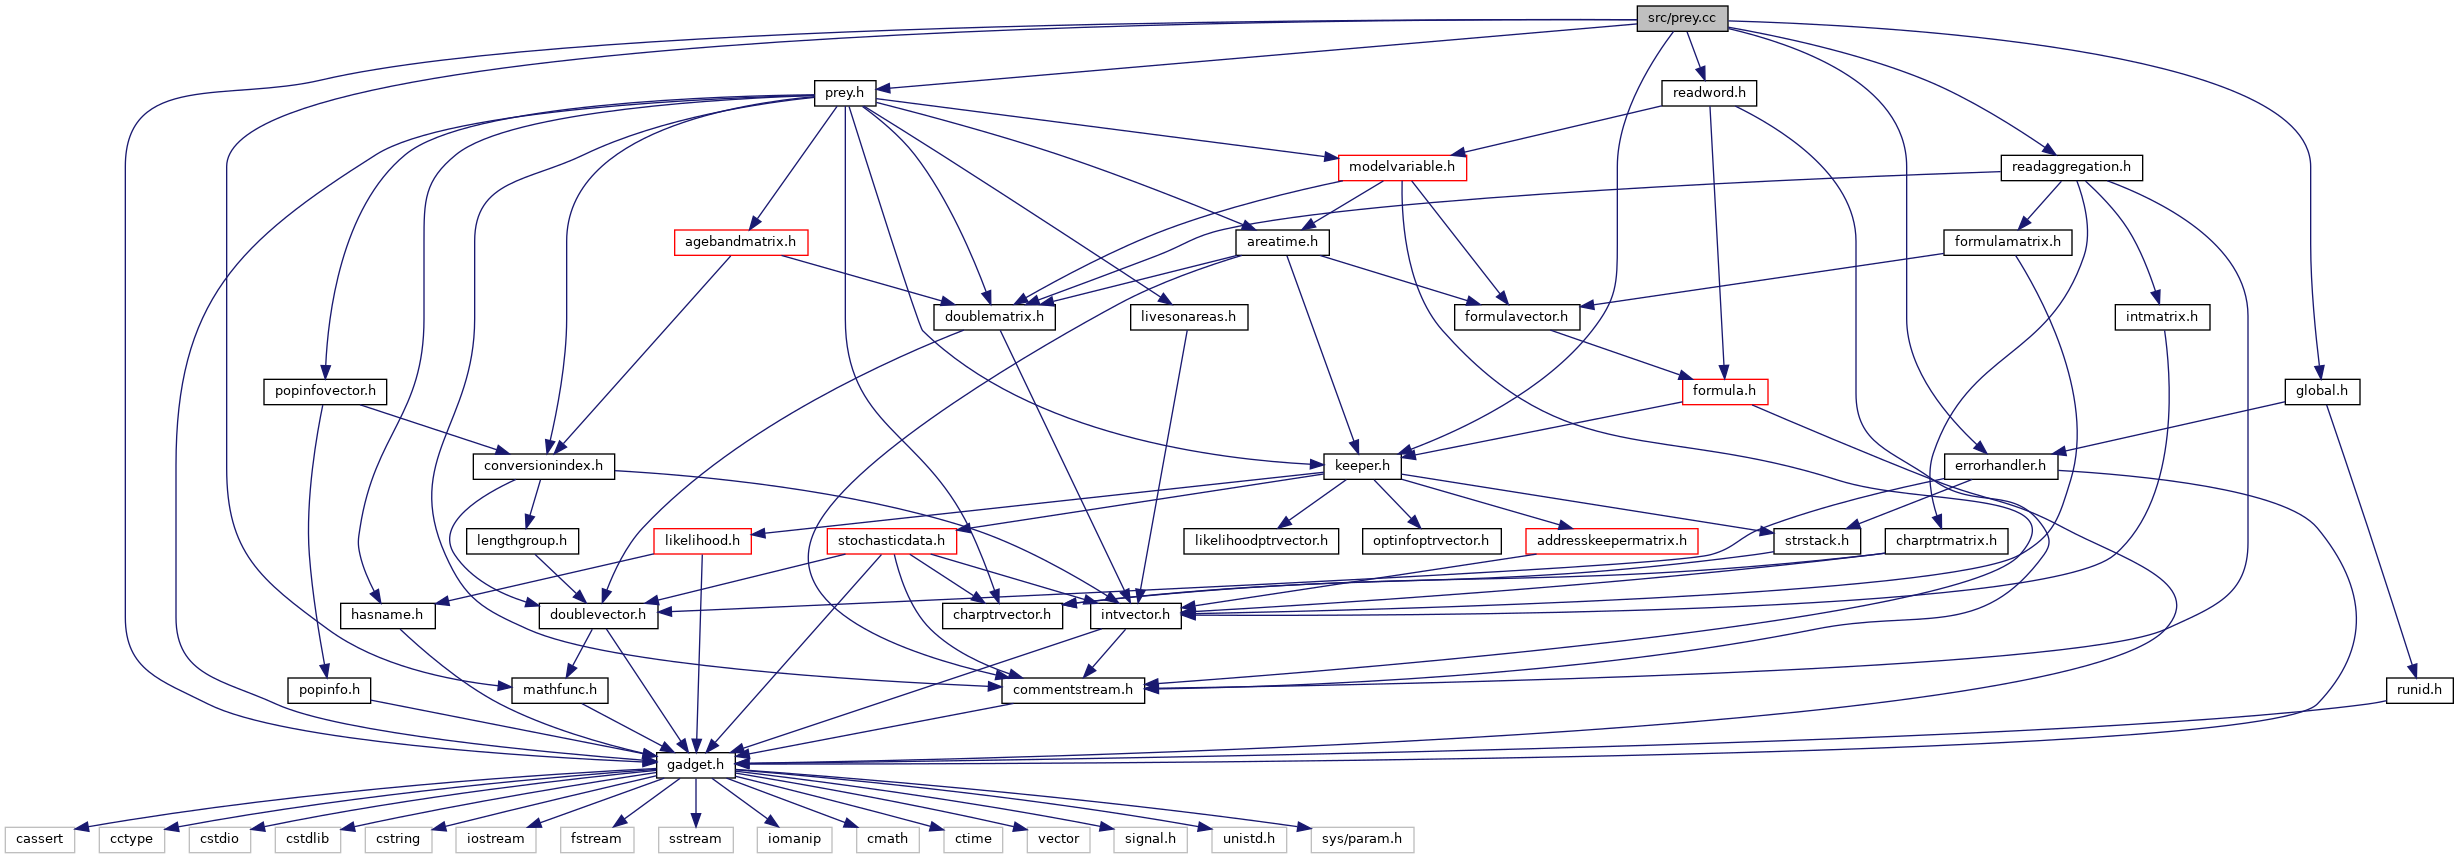 src/prey.cc
prey.h
readword.h
modelvariable.h
readaggregation.h
agebandmatrix.h
areatime.h
formulamatrix.h
doublematrix.h
livesonareas.h
formulavector.h
intmatrix.h
popinfovector.h
formula.h
global.h
conversionindex.h
keeper.h
errorhandler.h
lengthgroup.h
likelihood.h
stochasticdata.h
likelihoodptrvector.h
optinfoptrvector.h
addresskeepermatrix.h
strstack.h
charptrmatrix.h
hasname.h
doublevector.h
charptrvector.h
intvector.h
popinfo.h
mathfunc.h
commentstream.h
runid.h
gadget.h
cassert
cctype
cstdio
cstdlib
cstring
iostream
fstream
sstream
iomanip
cmath
ctime
vector
signal.h
unistd.h
sys/param.h